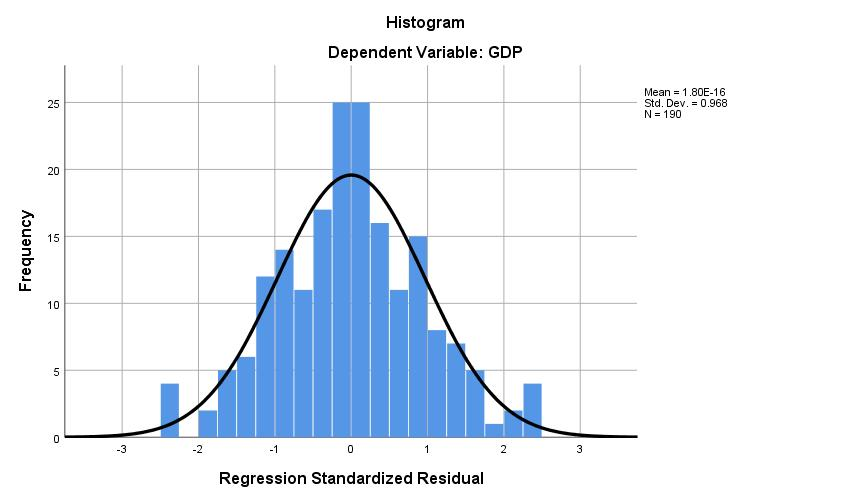 Histogram
Dependent Variable: GDP
Mean = 1.80E-16
Std. Dev. = 0.968
N = 190
25
20
15
10
5
0
Frequency
-3 -2 -1 0 1 2 3
Regression Standardized Residual